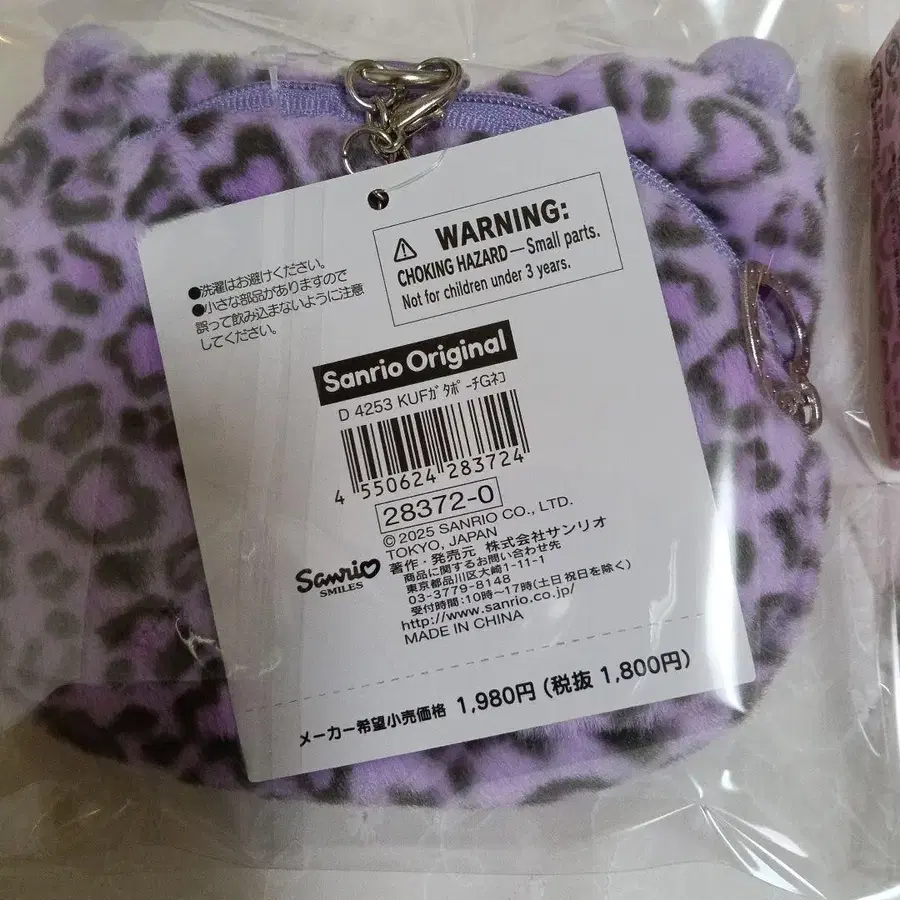 ⚠ WARNING:
CHOKING HAZARD—Small parts.
Not for children under 3 years.
●洗濯はお避けください。
●小さな部品がありますので
誤って飲み込まないように注意
してください。
Sanrio Original
D 4253 KUFｶﾞﾀﾎﾟｰﾁGﾈｺ
4 550624 283724
28372-0
© 2025 SANRIO CO., LTD.
TOKYO, JAPAN
著作・発売元 株式会社サンリオ
商品に関するお問い合わせ先
東京都品川区大崎1-11-1
03-3779-8148
受付時間:10時〜17時(土日祝日を除く)
http://www.sanrio.co.jp/
MADE IN CHINA
Sanrio
SMILES
メーカー希望小売価格 1,980円 (税抜 1,800円)